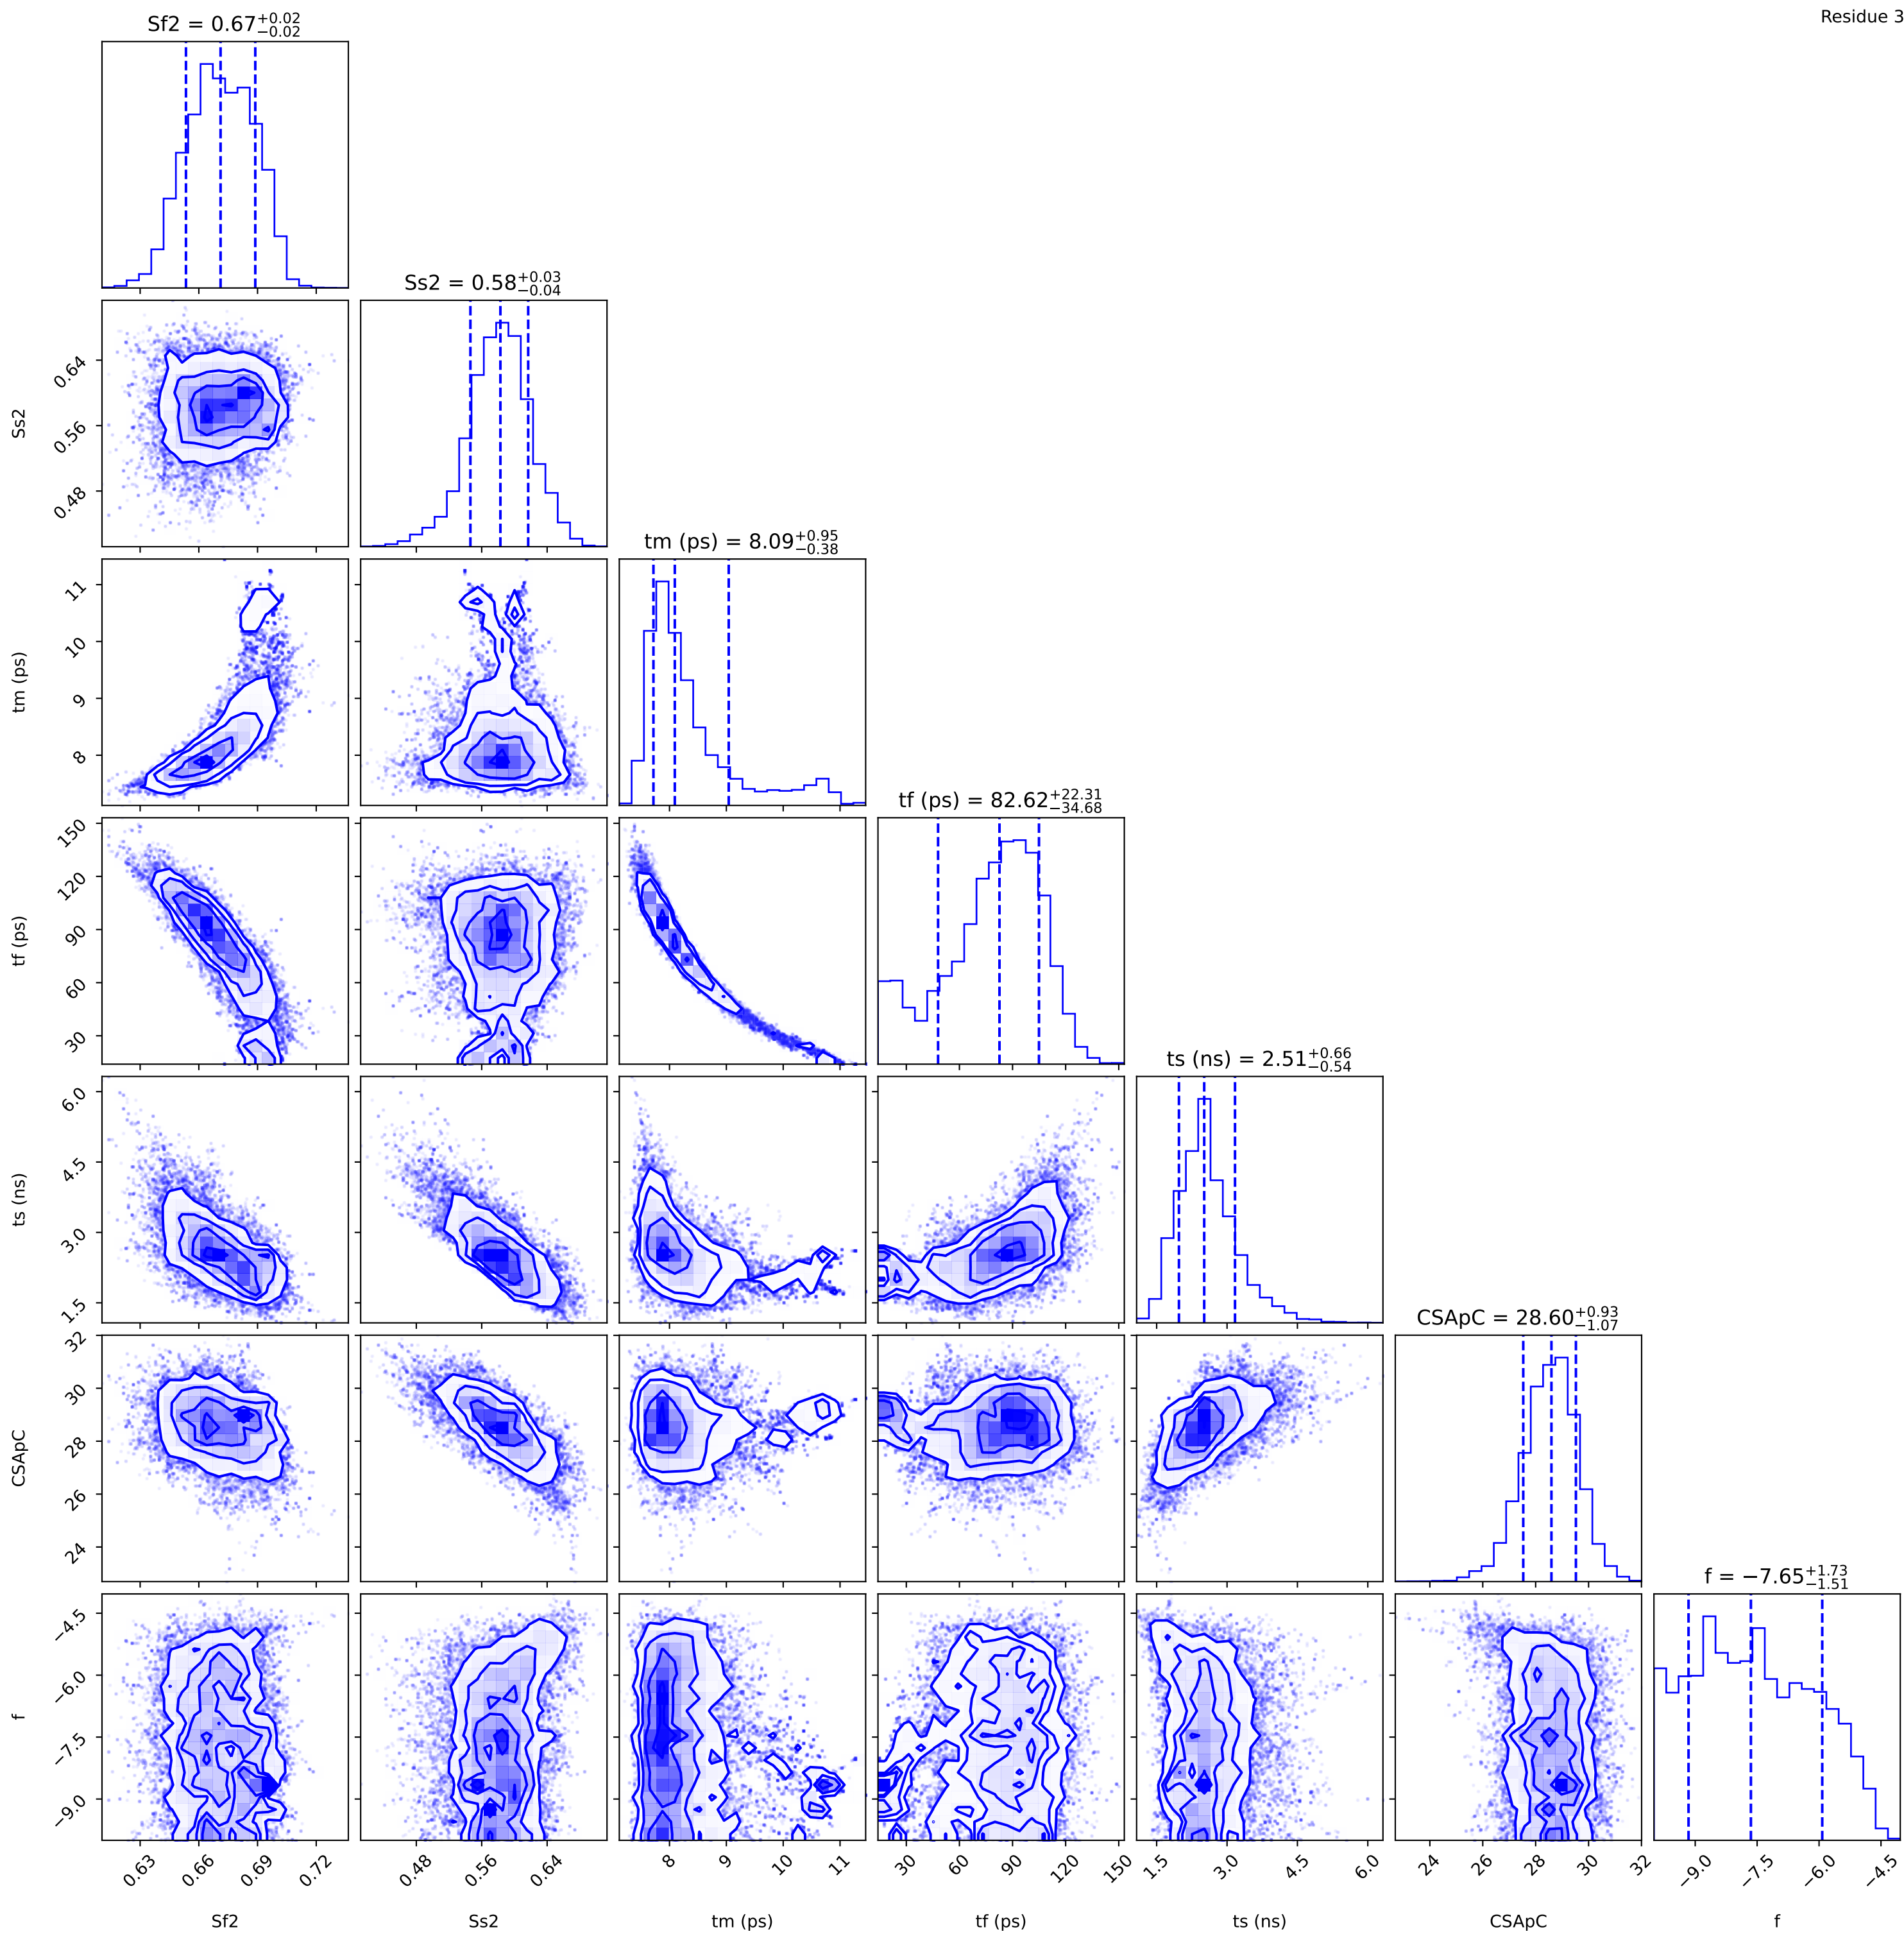 Residue 3
Sf2 = 0.67 +0.02 −0.02
Ss2 = 0.58 +0.03 −0.04
tm (ps) = 8.09 +0.95 −0.38
tf (ps) = 82.62 +22.31 −34.68
ts (ns) = 2.51 +0.66 −0.54
CSApC = 28.60 +0.93 −1.07
f = −7.65 +1.73 −1.51
Ss2
0.64
0.56
0.48
tm (ps)
11
10
9
8
tf (ps)
150
120
90
60
30
ts (ns)
6.0
4.5
3.0
1.5
CSApC
32
30
28
26
24
f
−4.5
−6.0
−7.5
−9.0
0.63 0.66 0.69 0.72
0.48 0.56 0.64
8 9 10 11
30 60 90 120 150
1.5 3.0 4.5 6.0
24 26 28 30 32
−9.0 −7.5 −6.0 −4.5
Sf2 Ss2 tm (ps) tf (ps) ts (ns) CSApC f